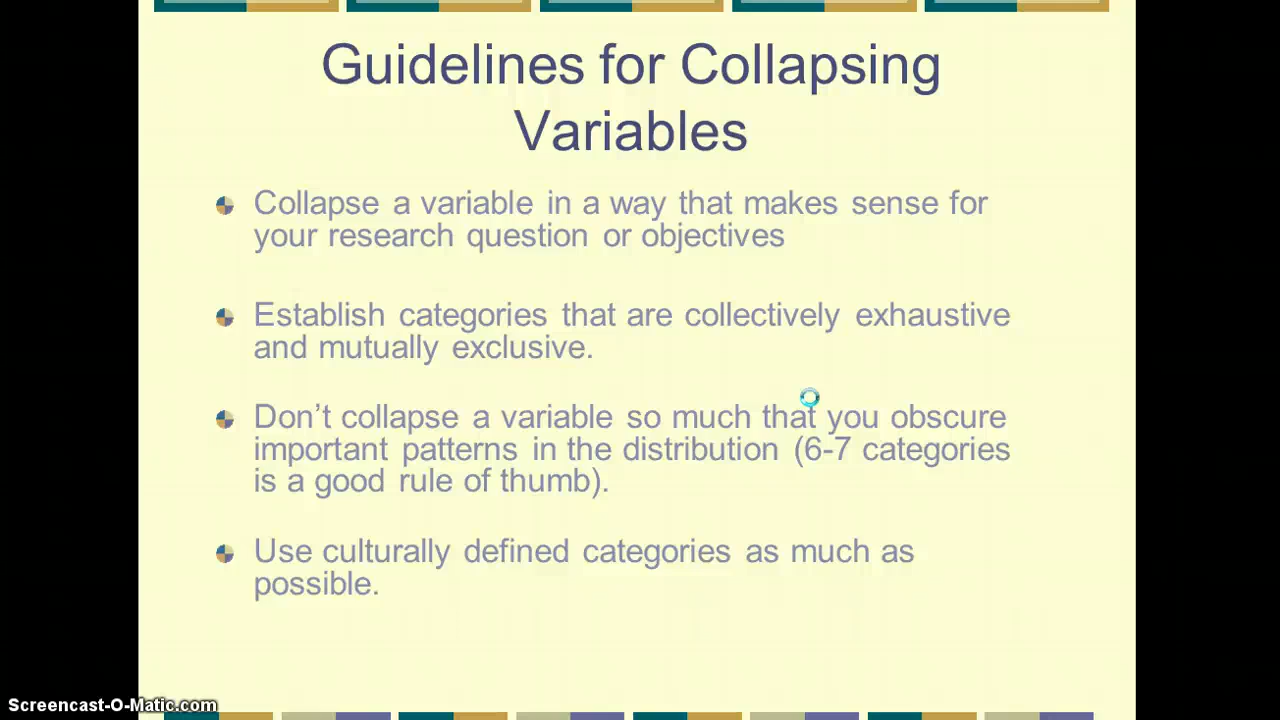 Guidelines for Collapsing
Variables
Collapse a variable in a way that makes sense for
your research question or objectives
Establish categories that are collectively exhaustive
and mutually exclusive.
Don’t collapse a variable so much that you obscure
important patterns in the distribution (6-7 categories
is a good rule of thumb).
Use culturally defined categories as much as
possible.
Screencast-O-Matic.com